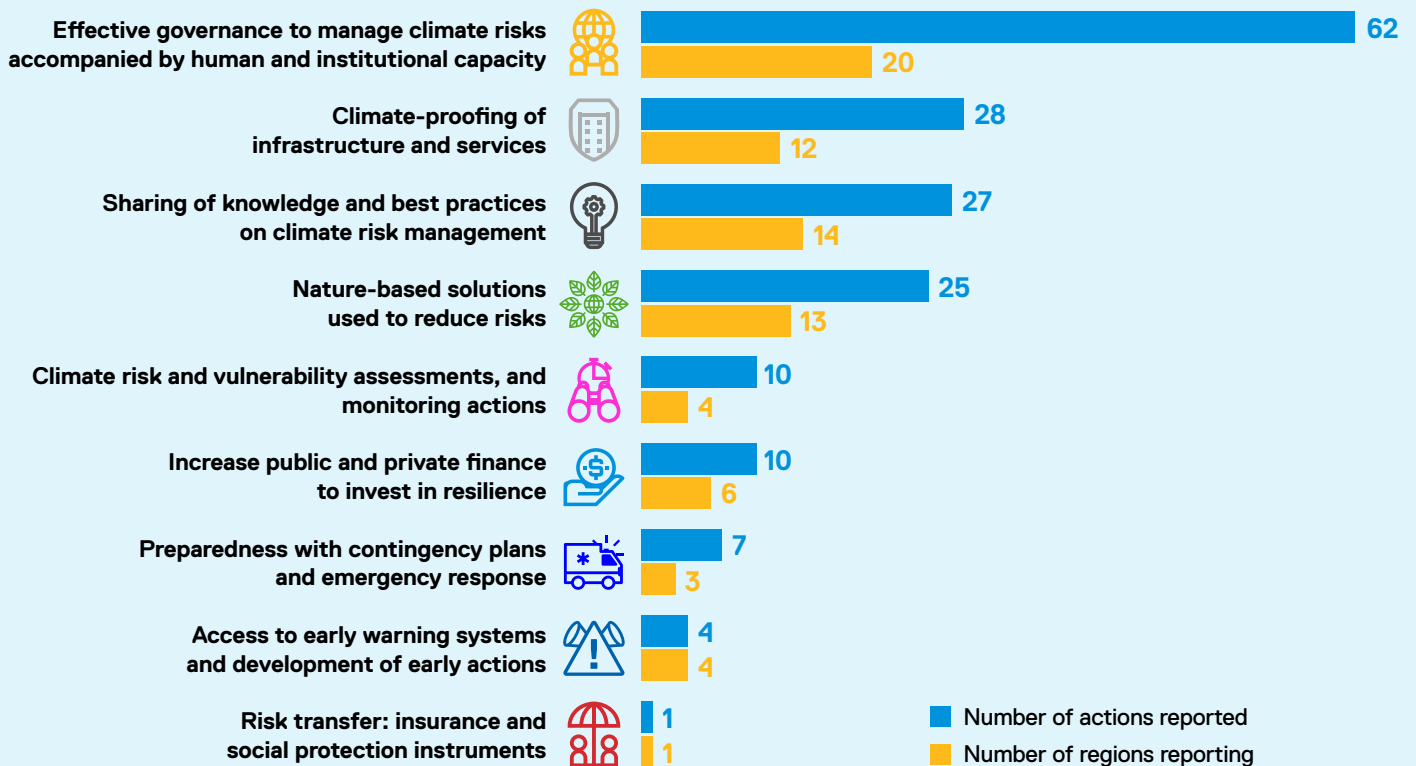 Effective governance to manage climate risks
accompanied by human and institutional capacity
62
20
Climate-proofing of
infrastructure and services
28
12
Sharing of knowledge and best practices
on climate risk management
27
14
Nature-based solutions
used to reduce risks
25
13
Climate risk and vulnerability assessments, and
monitoring actions
10
4
Increase public and private finance
to invest in resilience
$
10
6
Preparedness with contingency plans
and emergency response
*
7
3
Access to early warning systems
and development of early actions
!
4
4
Risk transfer: insurance and
social protection instruments
1
1
Number of actions reported
Number of regions reporting